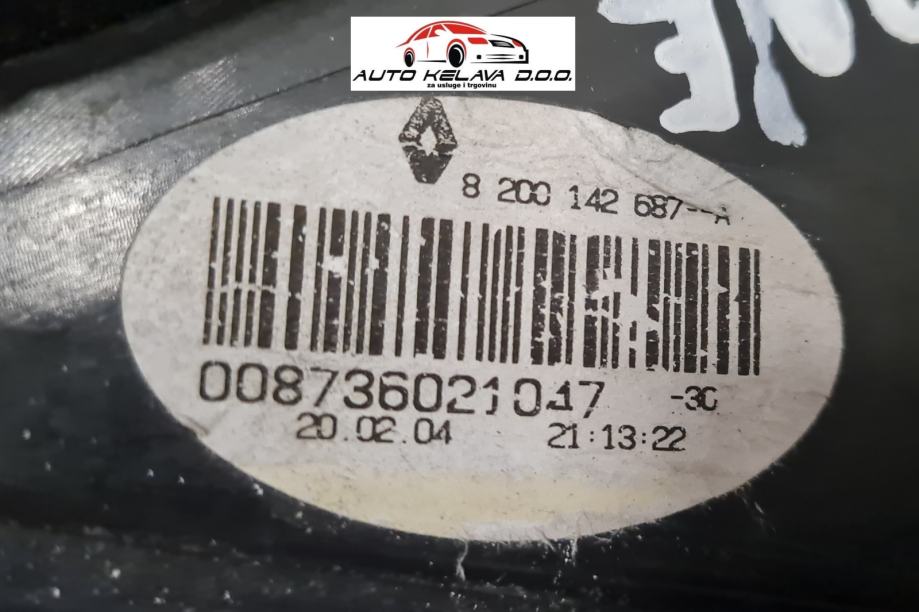 AUTO KELAVA D.O.O.
za usluge i trgovinu
8 200 142 687--A
008736021047 -3C
20.02.04 21:13:22